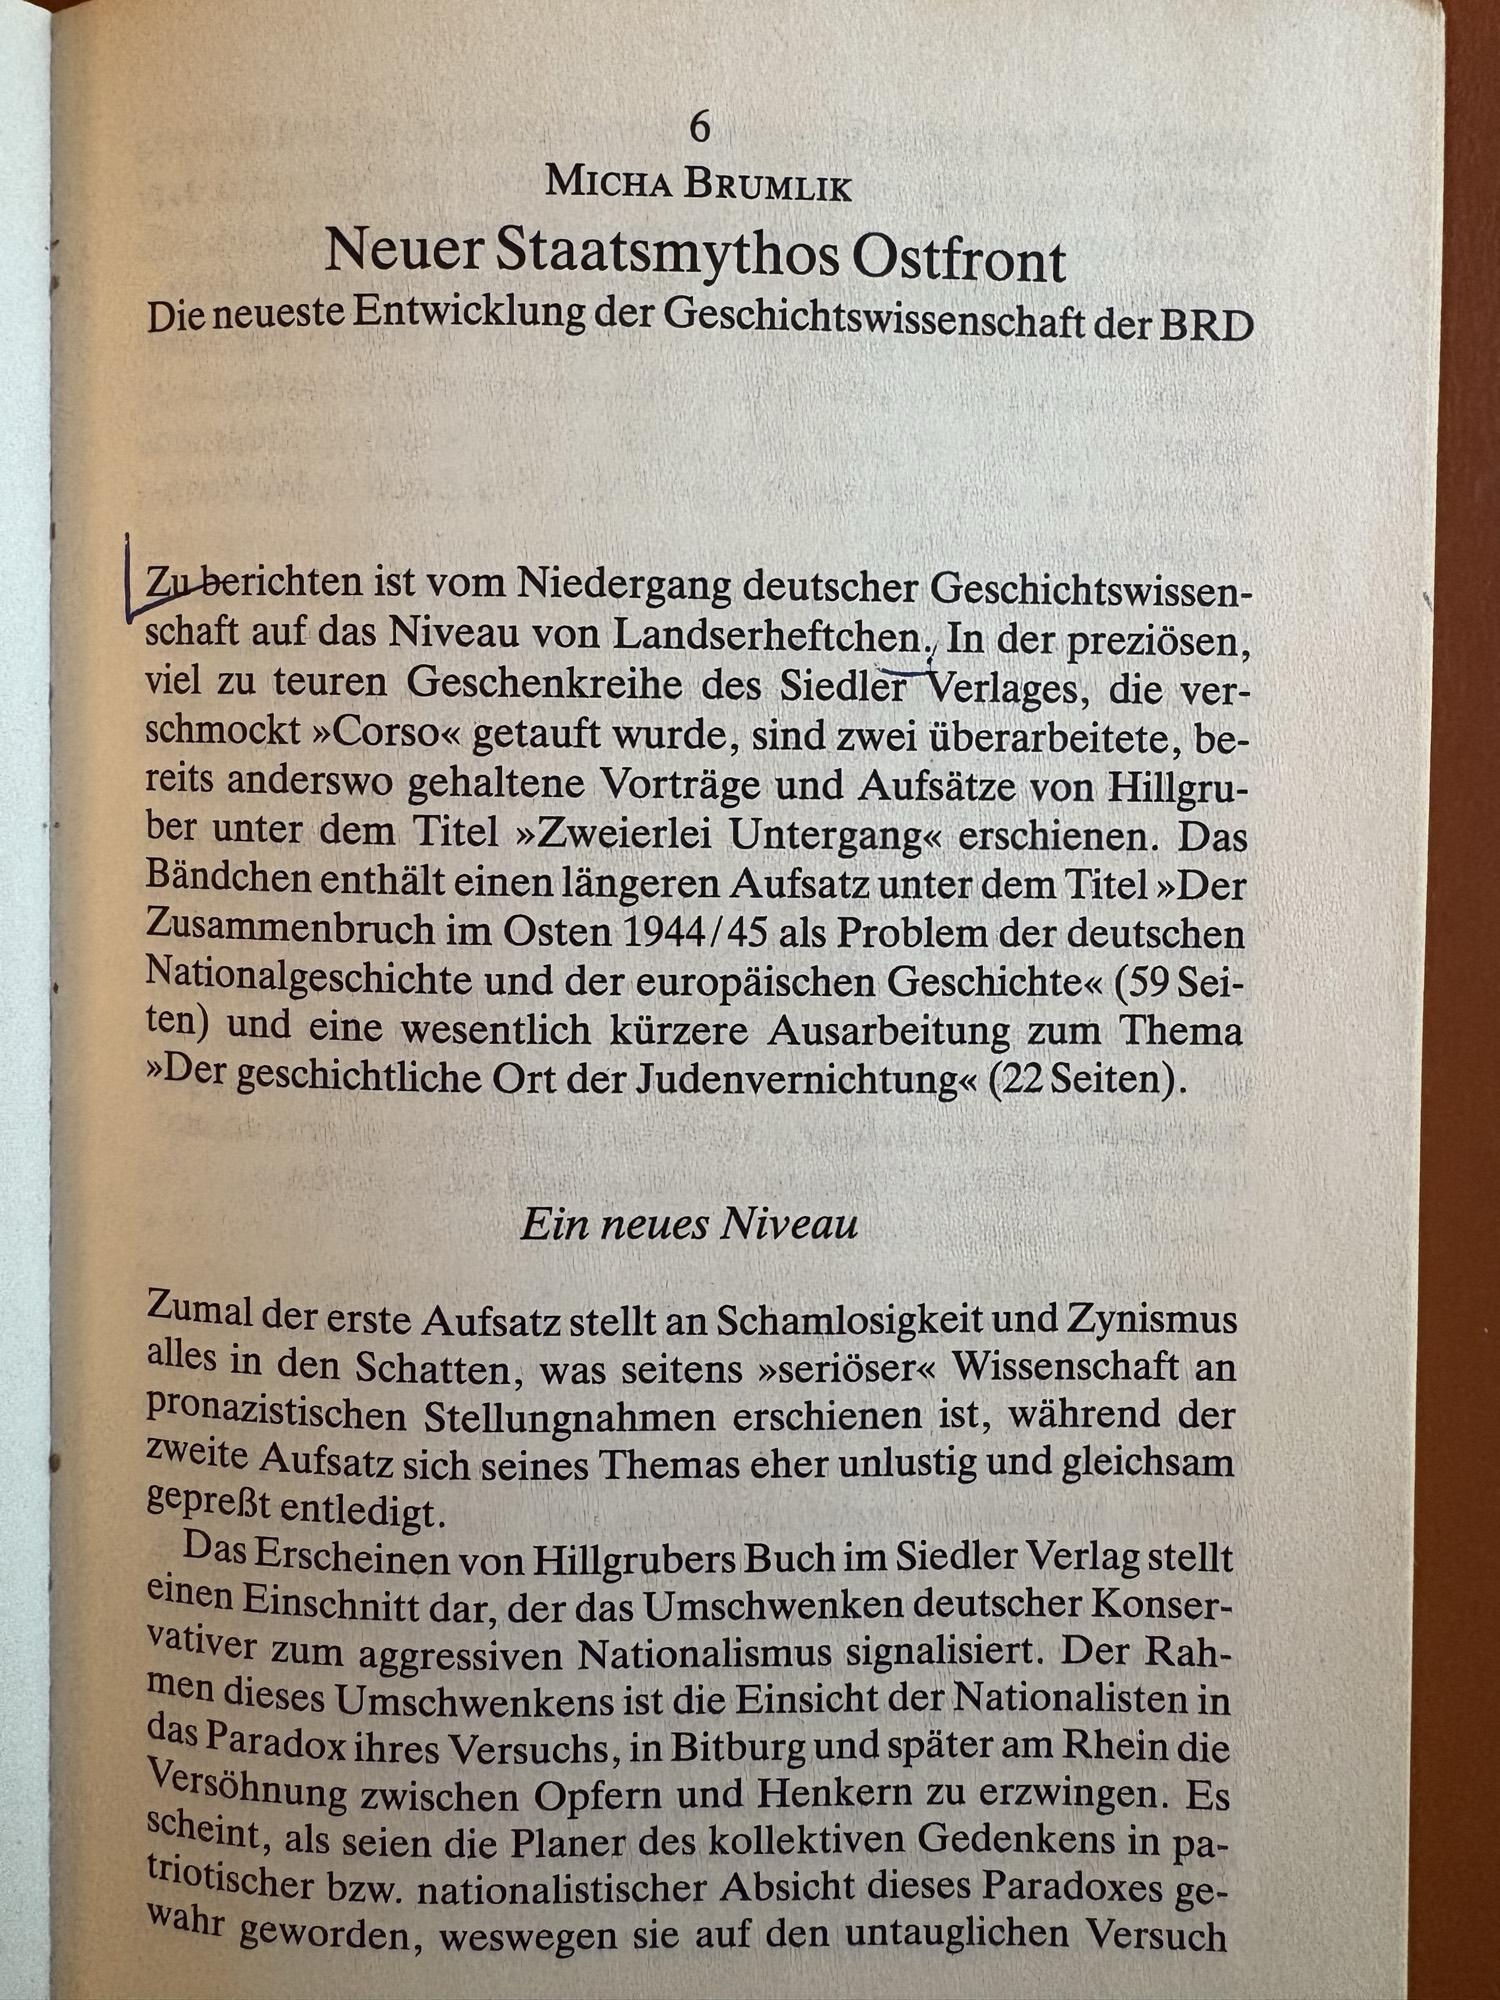 6
MICHA BRUMLIK
Neuer Staatsmythos Ostfront
Die neueste Entwicklung der Geschichtswissenschaft der BRD
Zu berichten ist vom Niedergang deutscher Geschichtswissen-
schaft auf das Niveau von Landserheftchen. In der preziösen,
viel zu teuren Geschenkreihe des Siedler Verlages, die ver-
schmockt »Corso« getauft wurde, sind zwei überarbeitete, be-
reits anderswo gehaltene Vorträge und Aufsätze von Hillgru-
ber unter dem Titel »Zweierlei Untergang« erschienen. Das
Bändchen enthält einen längeren Aufsatz unter dem Titel »Der
Zusammenbruch im Osten 1944/45 als Problem der deutschen
Nationalgeschichte und der europäischen Geschichte« (59 Sei-
ten) und eine wesentlich kürzere Ausarbeitung zum Thema
»Der geschichtliche Ort der Judenvernichtung« (22 Seiten).
Ein neues Niveau
Zumal der erste Aufsatz stellt an Schamlosigkeit und Zynismus
alles in den Schatten, was seitens »seriöser« Wissenschaft an
pronazistischen Stellungnahmen erschienen ist, während der
zweite Aufsatz sich seines Themas eher unlustig und gleichsam
gepreßt entledigt.
Das Erscheinen von Hillgrubers Buch im Siedler Verlag stellt
einen Einschnitt dar, der das Umschwenken deutscher Konser-
vativer zum aggressiven Nationalismus signalisiert. Der Rah-
men dieses Umschwenkens ist die Einsicht der Nationalisten in
das Paradox ihres Versuchs, in Bitburg und später am Rhein die
Versöhnung zwischen Opfern und Henkern zu erzwingen. Es
scheint, als seien die Planer des kollektiven Gedenkens in pa-
triotischer bzw. nationalistischer Absicht dieses Paradoxes ge-
wahr geworden, weswegen sie auf den untauglichen Versuch